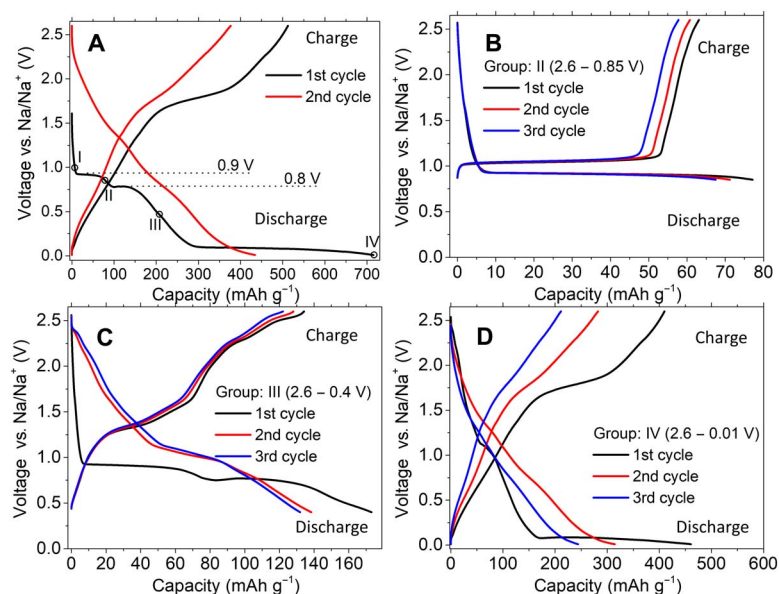 A
Charge
1st cycle
2nd cycle
I
II
III
IV
0.9 V
0.8 V
Discharge
Voltage vs. Na/Na⁺ (V)
2.5
2.0
1.5
1.0
0.5
0.0
0 100 200 300 400 500 600 700
Capacity (mAh g⁻¹)
B
Charge
Group: II (2.6 – 0.85 V)
1st cycle
2nd cycle
3rd cycle
Discharge
Voltage vs. Na/Na⁺ (V)
2.5
2.0
1.5
1.0
0.5
0.0
0 10 20 30 40 50 60 70 80
Capacity (mAh g⁻¹)
C
Charge
Group: III (2.6 – 0.4 V)
1st cycle
2nd cycle
3rd cycle
Discharge
Voltage vs. Na/Na⁺ (V)
2.5
2.0
1.5
1.0
0.5
0.0
0 20 40 60 80 100 120 140 160
Capacity (mAh g⁻¹)
D
Charge
Group: IV (2.6 – 0.01 V)
1st cycle
2nd cycle
3rd cycle
Discharge
Voltage vs. Na/Na⁺ (V)
2.5
2.0
1.5
1.0
0.5
0.0
0 100 200 300 400 500 600
Capacity (mAh g⁻¹)